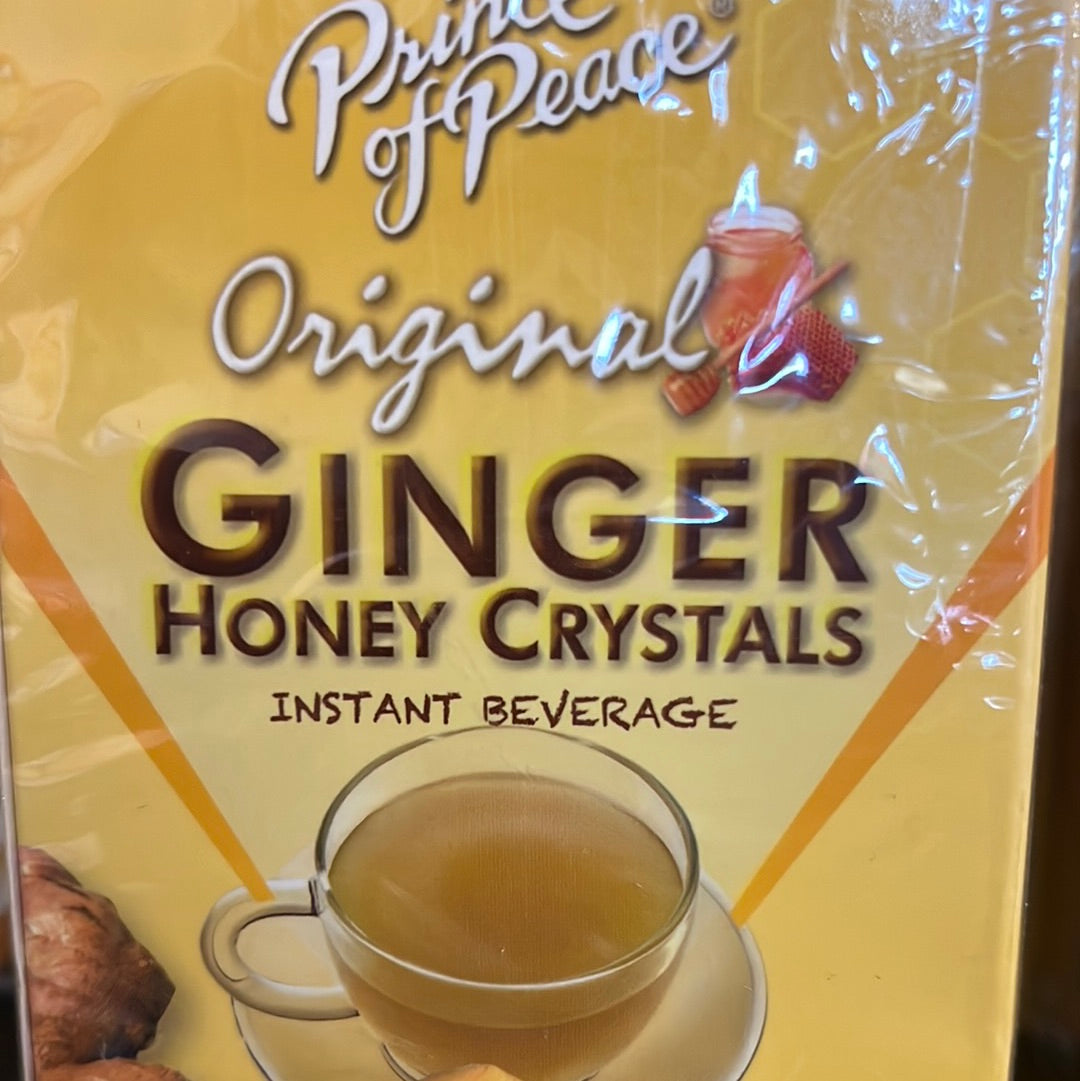 Prince
of Peace®
Original
GINGER
HONEY CRYSTALS
INSTANT BEVERAGE